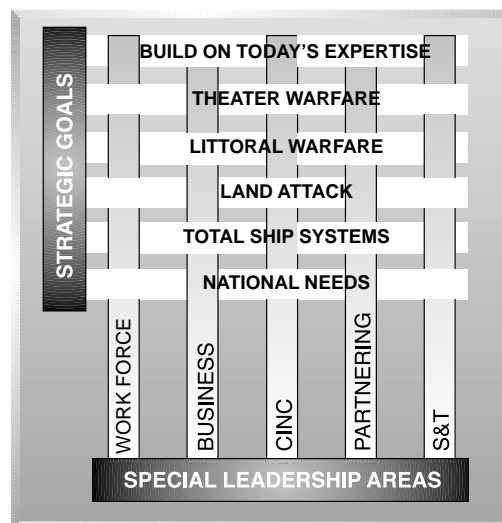 STRATEGIC GOALS
BUILD ON TODAY'S EXPERTISE
THEATER WARFARE
LITTORAL WARFARE
LAND ATTACK
TOTAL SHIP SYSTEMS
NATIONAL NEEDS
WORK FORCE
BUSINESS
CINC
PARTNERING
S&T
SPECIAL LEADERSHIP AREAS